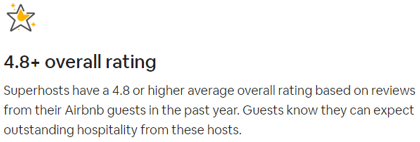 4.8+ overall rating
Superhosts have a 4.8 or higher average overall rating based on reviews
from their Airbnb guests in the past year. Guests know they can expect
outstanding hospitality from these hosts.